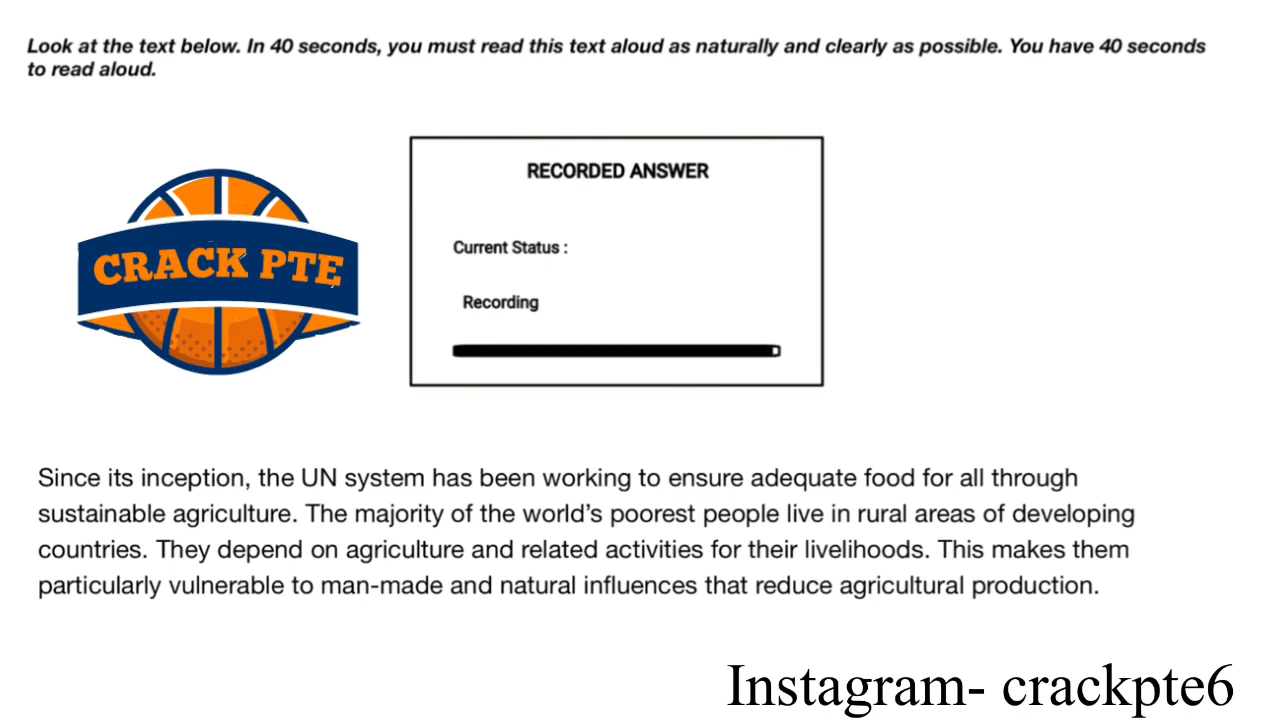 Look at the text below. In 40 seconds, you must read this text aloud as naturally and clearly as possible. You have 40 seconds
to read aloud.
CRACK PTE
RECORDED ANSWER
Current Status :
Recording
Since its inception, the UN system has been working to ensure adequate food for all through
sustainable agriculture. The majority of the world’s poorest people live in rural areas of developing
countries. They depend on agriculture and related activities for their livelihoods. This makes them
particularly vulnerable to man-made and natural influences that reduce agricultural production.
Instagram- crackpte6